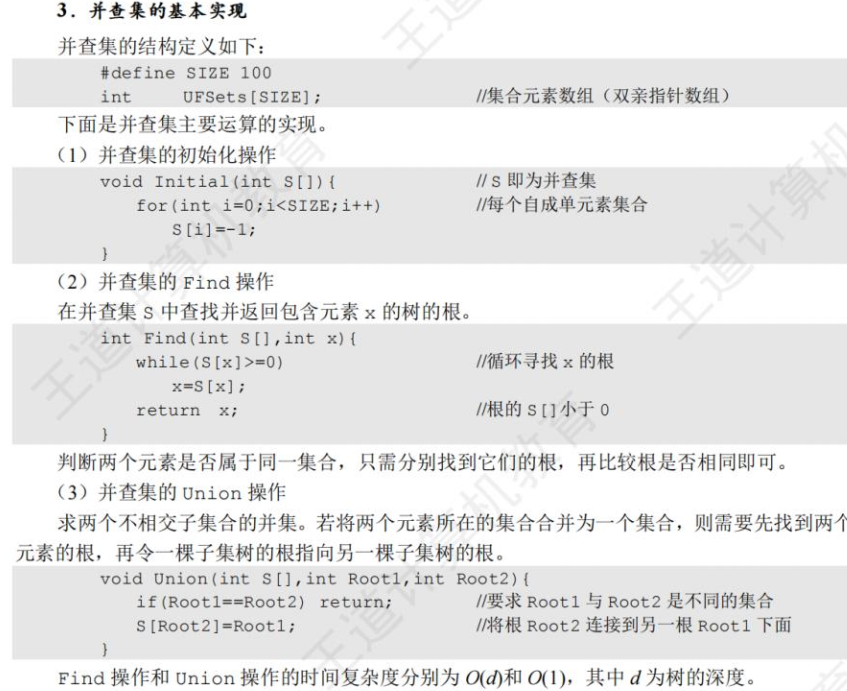 3．并查集的基本实现
并查集的结构定义如下：
#define SIZE 100
int UFSets[SIZE]; //集合元素数组（双亲指针数组）
下面是并查集主要运算的实现。
（1）并查集的初始化操作
void Initial(int S[]){ //S 即为并查集
for(int i=0;i<SIZE;i++) //每个自成单元素集合
S[i]=-1;
}
（2）并查集的 Find 操作
在并查集 S 中查找并返回包含元素 x 的树的根。
int Find(int S[],int x){
while(S[x]>=0) //循环寻找 x 的根
x=S[x];
return x; //根的 S[]小于 0
}
判断两个元素是否属于同一集合，只需分别找到它们的根，再比较根是否相同即可。
（3）并查集的 Union 操作
求两个不相交子集合的并集。若将两个元素所在的集合合并为一个集合，则需要先找到两个
元素的根，再令一棵子集树的根指向另一棵子集树的根。
void Union(int S[],int Root1,int Root2){
if(Root1==Root2) return; //要求 Root1 与 Root2 是不同的集合
S[Root2]=Root1; //将根 Root2 连接到另一根 Root1 下面
}
Find 操作和 Union 操作的时间复杂度分别为 O(d)和 O(1)，其中 d 为树的深度。
王道计算机教育
王道计算机
王道计算机教育